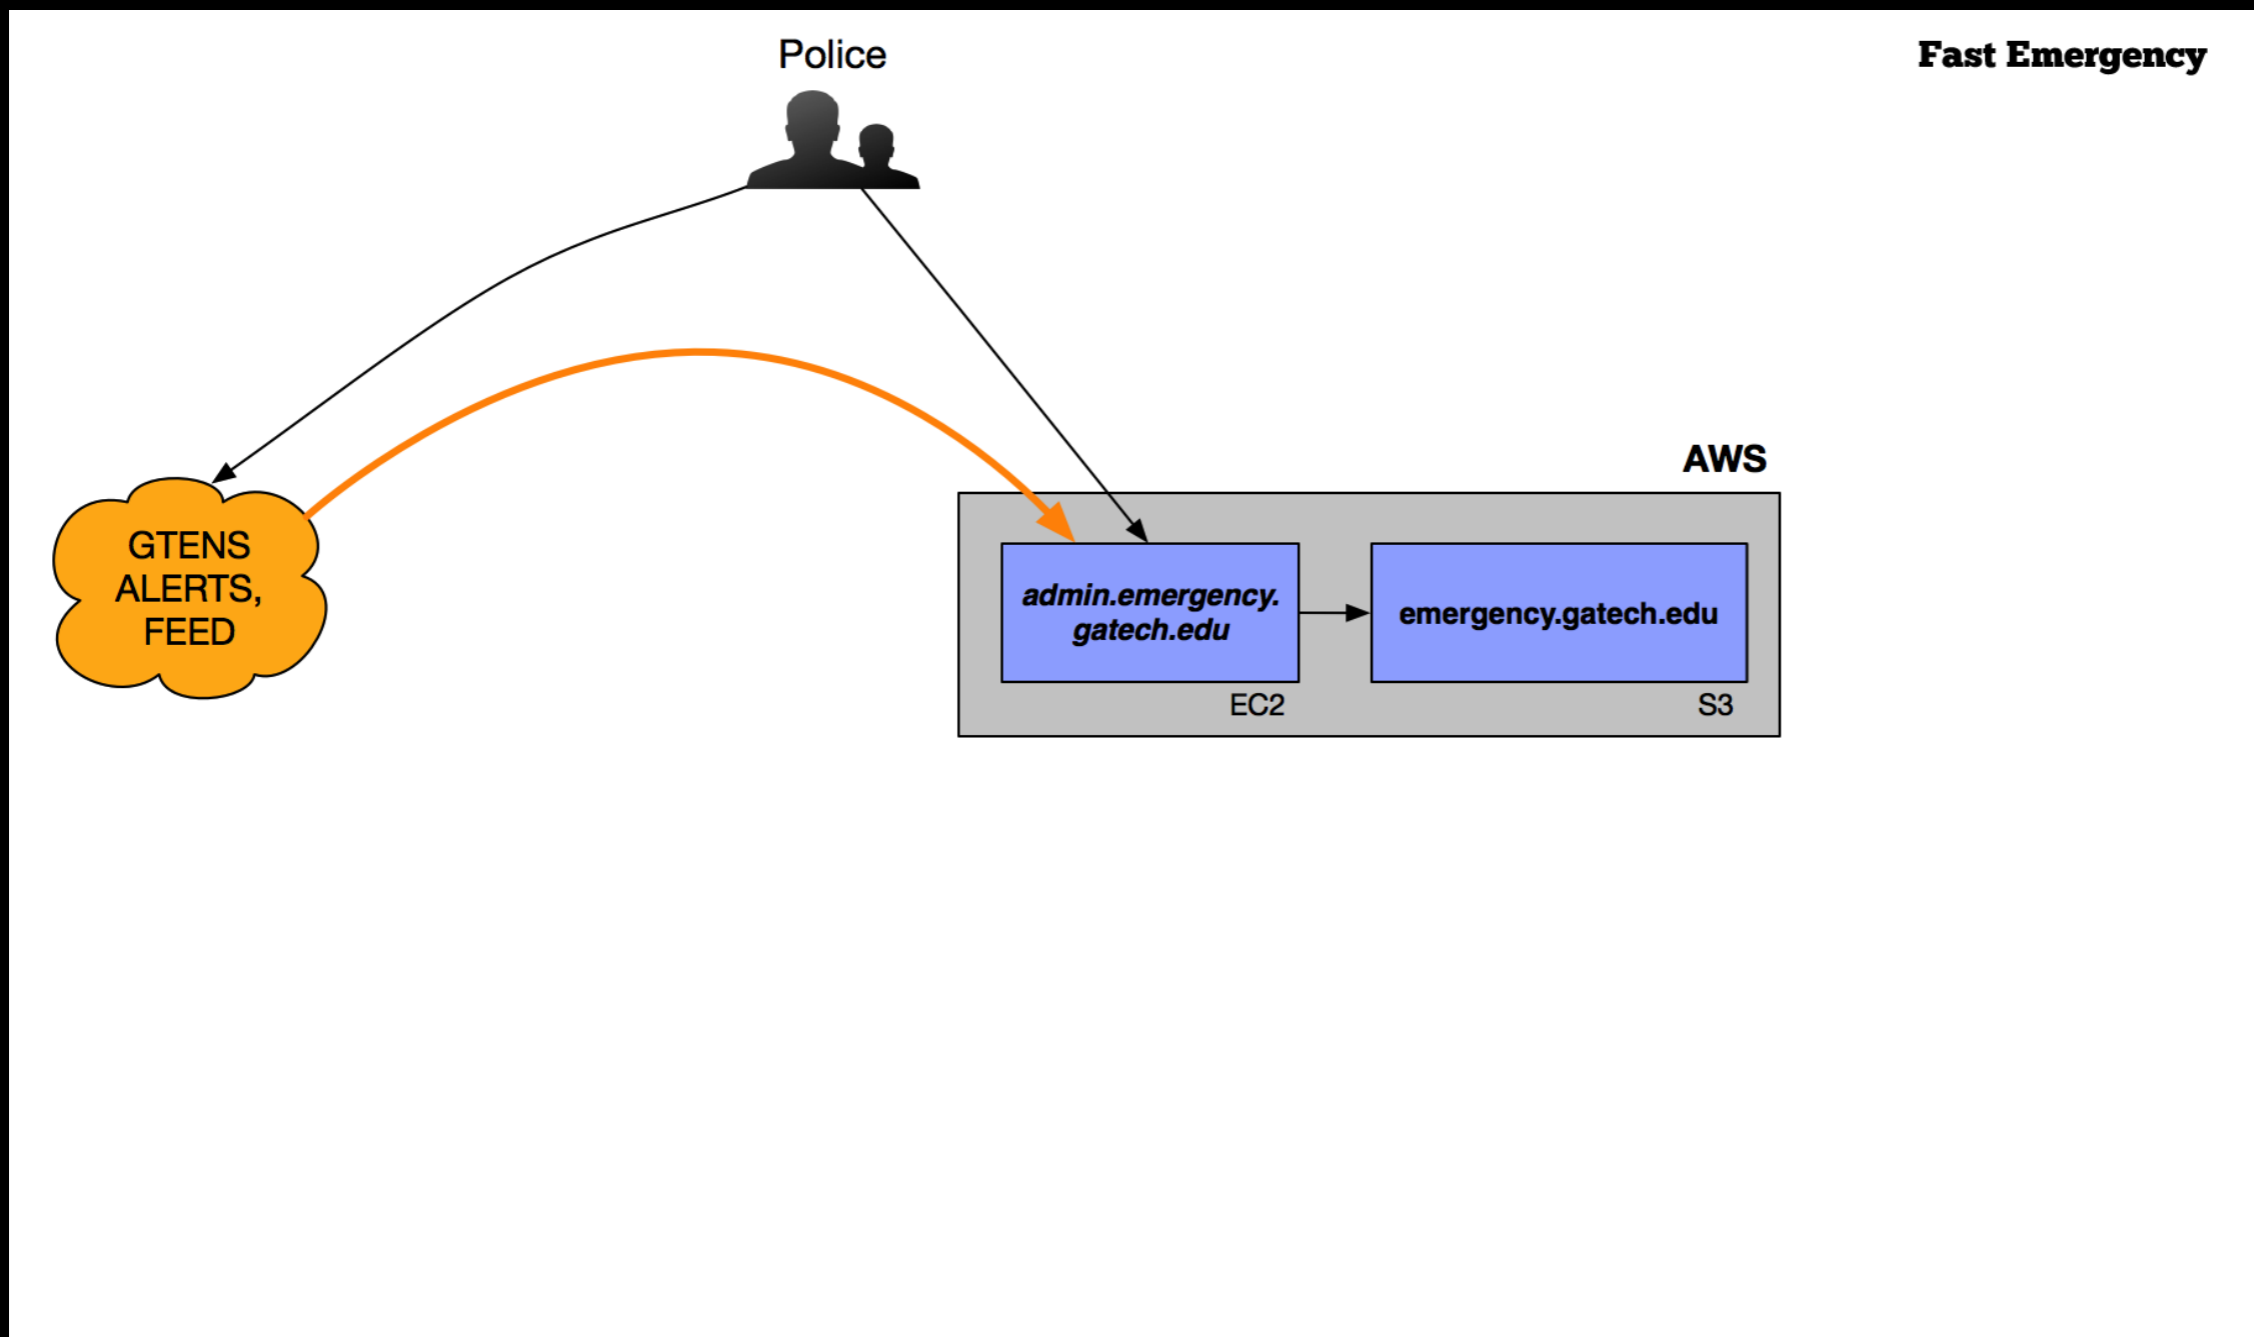 Police
Fast Emergency
AWS
GTENS
ALERTS,
FEED
admin.emergency.
gatech.edu
emergency.gatech.edu
EC2
S3